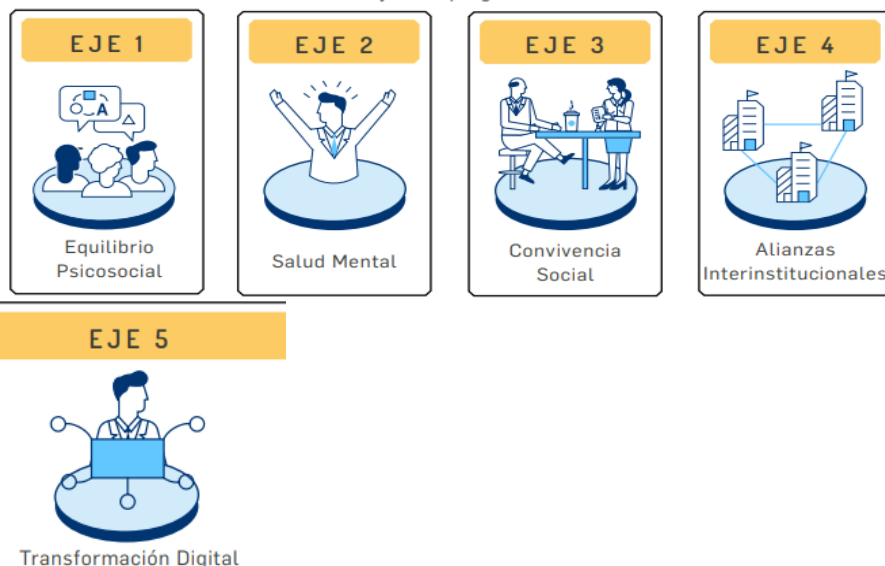 EJE 1
EJE 2
EJE 3
EJE 4
Equilibrio
Psicosocial
Salud Mental
Convivencia
Social
Alianzas
Interinstitucionales
A
EJE 5
Transformación Digital